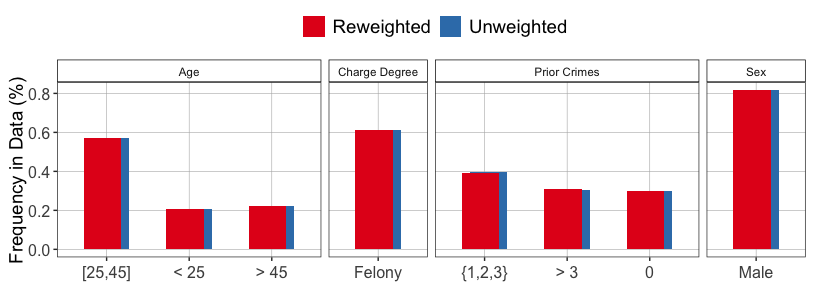 Reweighted Unweighted
Age Charge Degree Prior Crimes Sex
Frequency in Data (%)
0.8
0.6
0.4
0.2
0.0
[25,45] < 25 > 45 Felony {1,2,3} > 3 0 Male